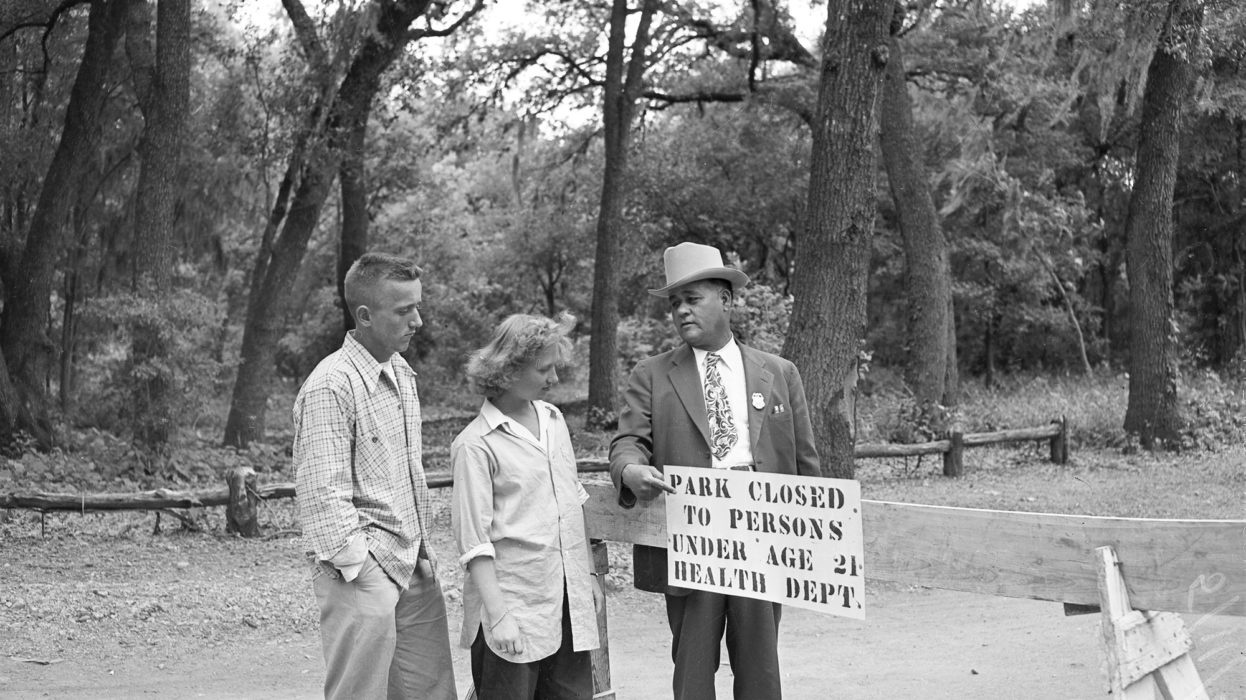 PARK CLOSED
TO PERSONS
UNDER AGE 21
HEALTH DEPT.